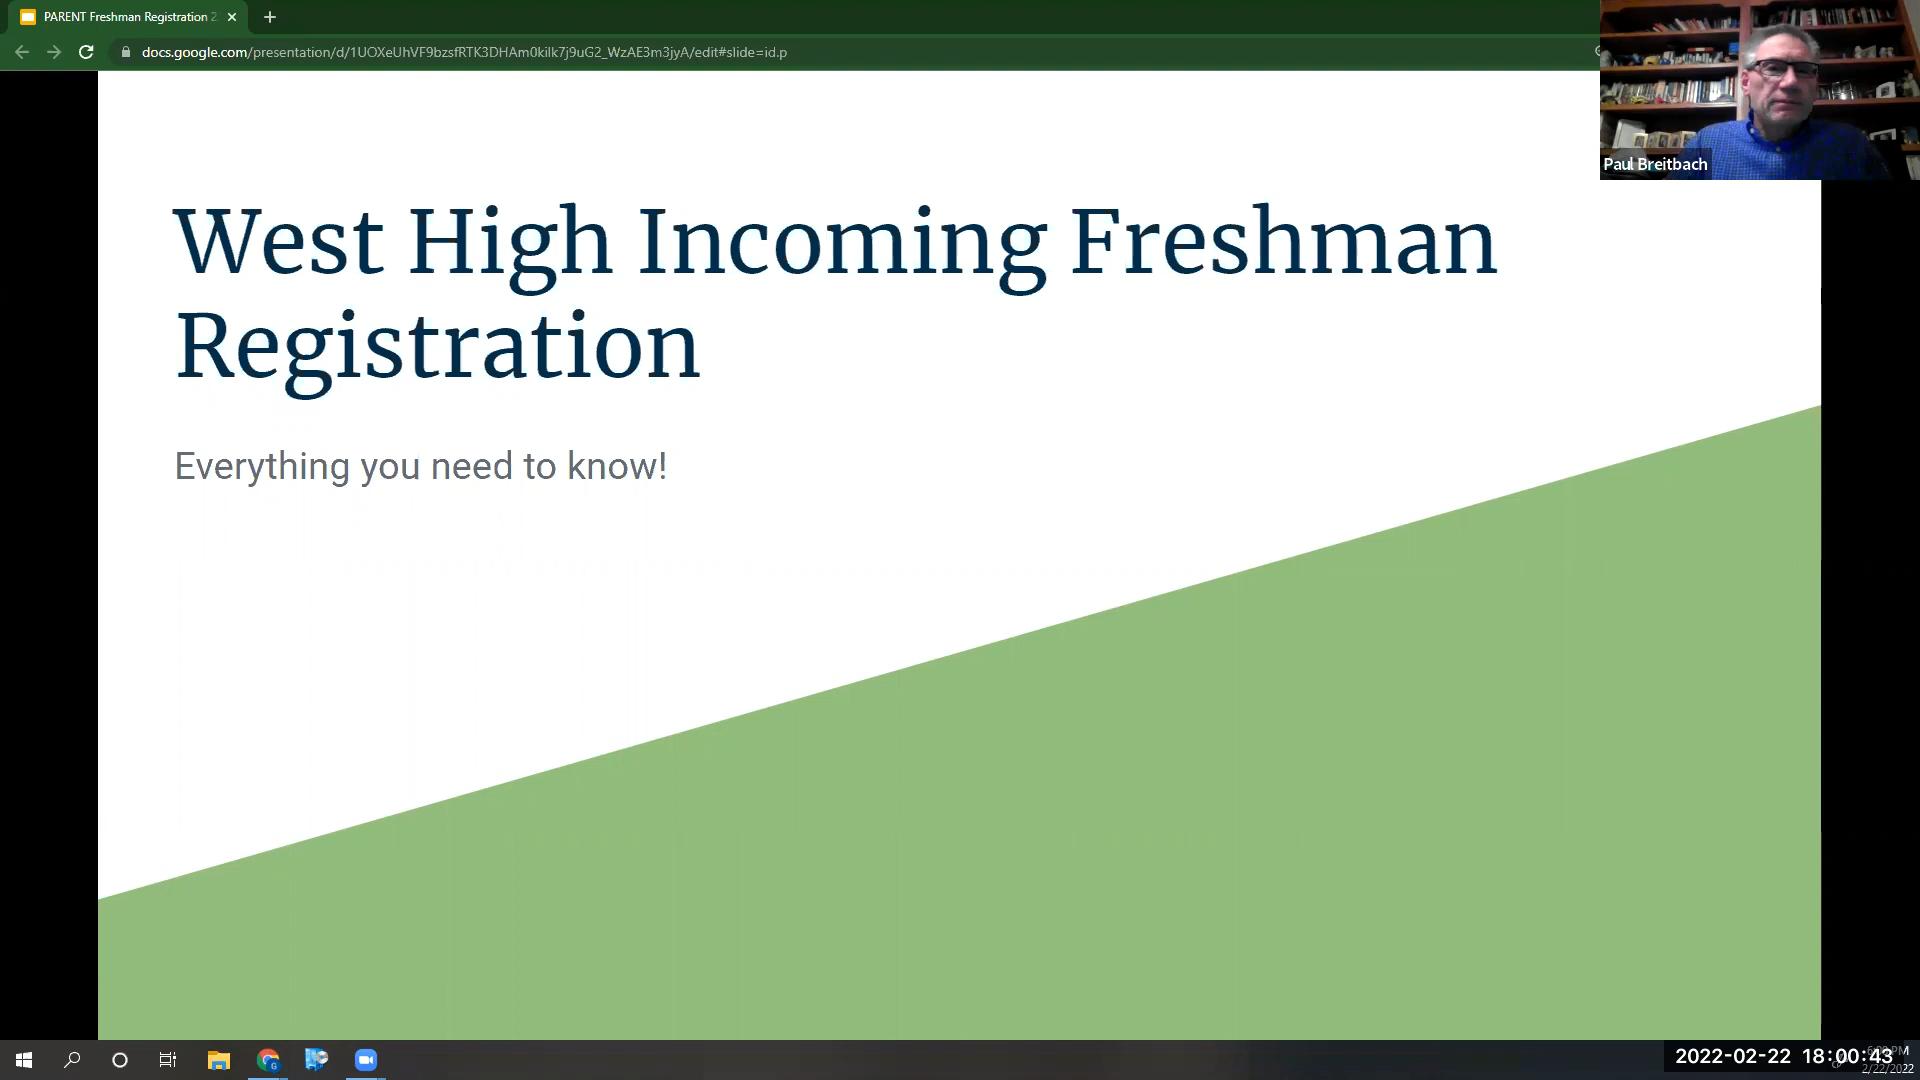 PARENT Freshman Registration 2
docs.google.com/presentation/d/1UOXeUhVF9bzsfRTK3DHAm0kilk7j9uG2_WzAE3m3jyA/edit#slide=id.p
Paul Breitbach
West High Incoming Freshman
Registration
Everything you need to know!
2022-02-22 18:00:43
2/22/2022